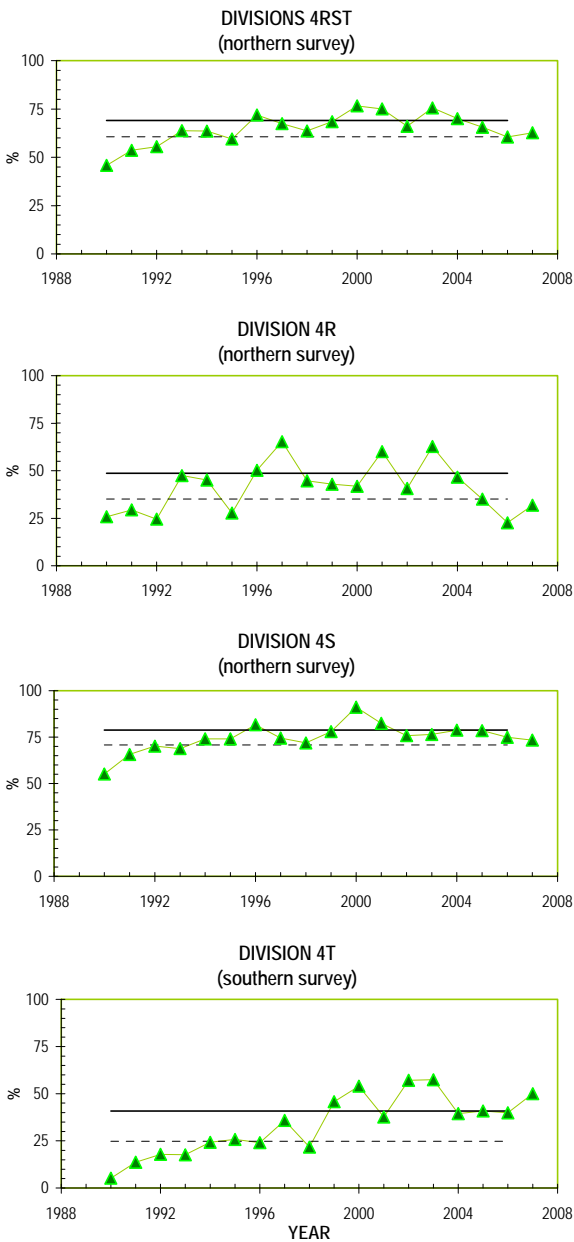 DIVISIONS 4RST
(northern survey)
100
75
50
25
0
%
1988 1992 1996 2000 2004 2008
DIVISION 4R
(northern survey)
100
75
50
25
0
%
1988 1992 1996 2000 2004 2008
DIVISION 4S
(northern survey)
100
75
50
25
0
%
1988 1992 1996 2000 2004 2008
DIVISION 4T
(southern survey)
100
75
50
25
0
%
1988 1992 1996 2000 2004 2008
YEAR